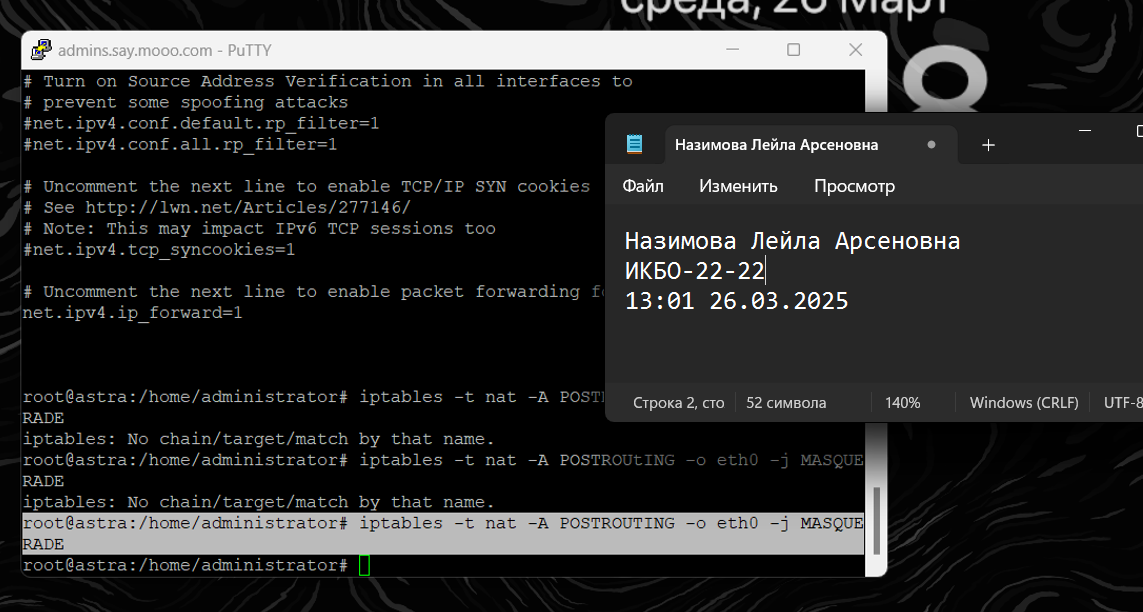 среда, 26 март
admins.say.mooo.com - PuTTY
# Turn on Source Address Verification in all interfaces to
# prevent some spoofing attacks
#net.ipv4.conf.default.rp_filter=1
#net.ipv4.conf.all.rp_filter=1
# Uncomment the next line to enable TCP/IP SYN cookies
# See http://lwn.net/Articles/277146/
# Note: This may impact IPv6 TCP sessions too
#net.ipv4.tcp_syncookies=1
# Uncomment the next line to enable packet forwarding fo
net.ipv4.ip_forward=1
root@astra:/home/administrator# iptables -t nat -A POST
RADE
iptables: No chain/target/match by that name.
root@astra:/home/administrator# iptables -t nat -A POSTROUtING -o eth0 -j MASQUE
RADE
iptables: No chain/target/match by that name.
root@astra:/home/administrator# iptables -t nat -A POSTROUTING -o eth0 -j MASQUE
RADE
root@astra:/home/administrator#
Назимова Лейла Арсеновна
Файл Изменить Просмотр
Назимова Лейла Арсеновна
ИКБО-22-22
13:01 26.03.2025
Строка 2, сто 52 символа 140% Windows (CRLF) UTF-8